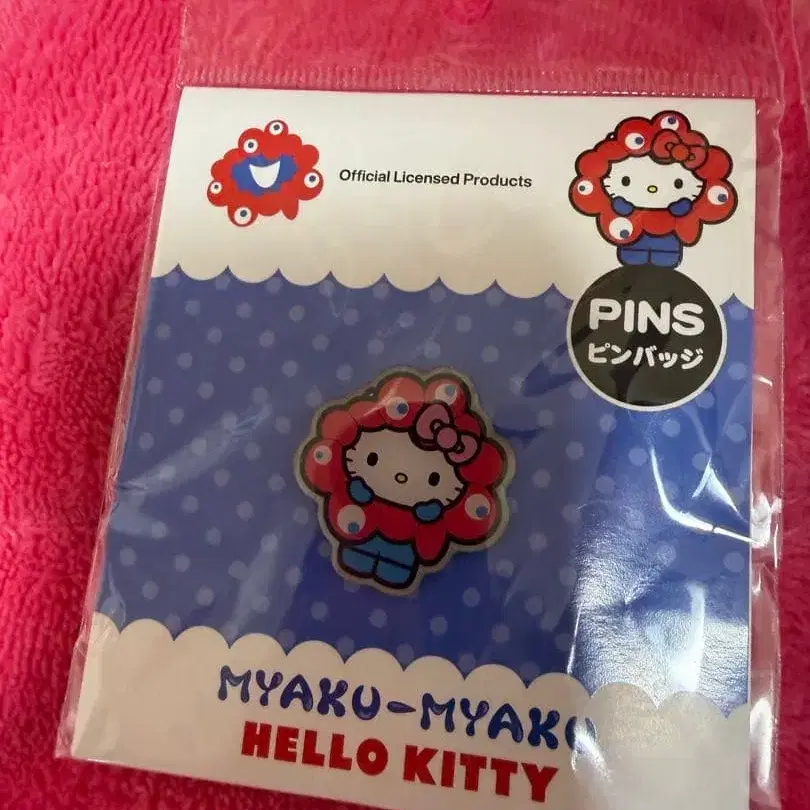 Official Licensed Products
PINS
ピンバッジ
MYAKU-MYAKU
HELLO KITTY